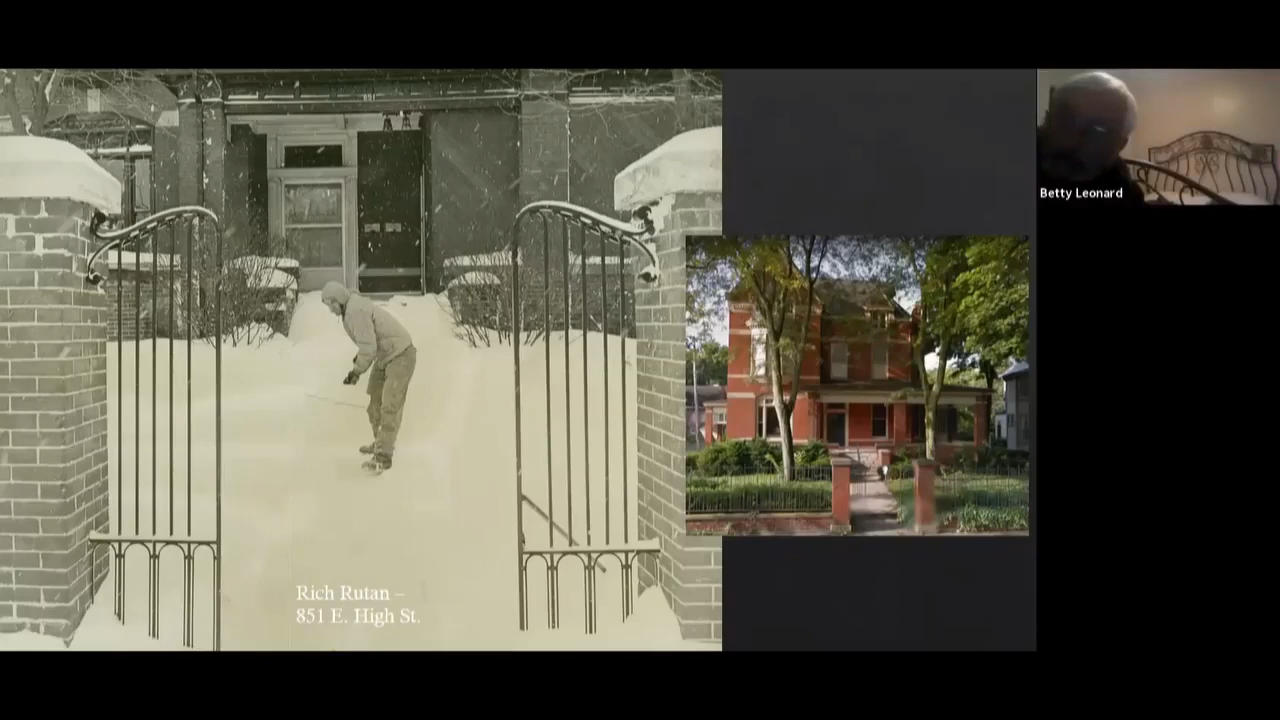 Rich Rutan –
851 E. High St.
Betty Leonard